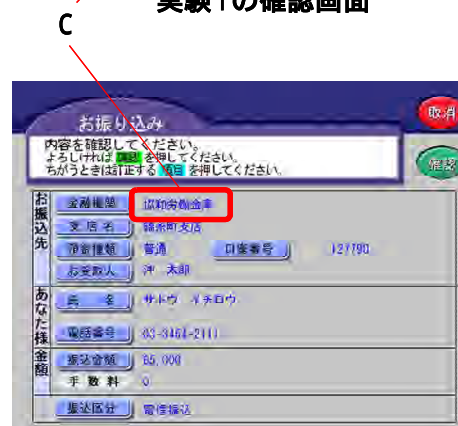 実験1の確認画面
C
お振り込み
取消
内容を確認してください。
よろしければ 確認 を押してください。
ちがうときは訂正する 項目 を押してください。
確認
お振込先
金融機関 協和労働金庫
支店名 錦糸町支店
預金種類 普通 口座番号 127790
お受取人 沖 太郎
あなた様
氏 名 サトウ イチロウ
電話番号 03-3454-2111
金額
振込金額 65,000
手数料 0
振込区分 電信振込